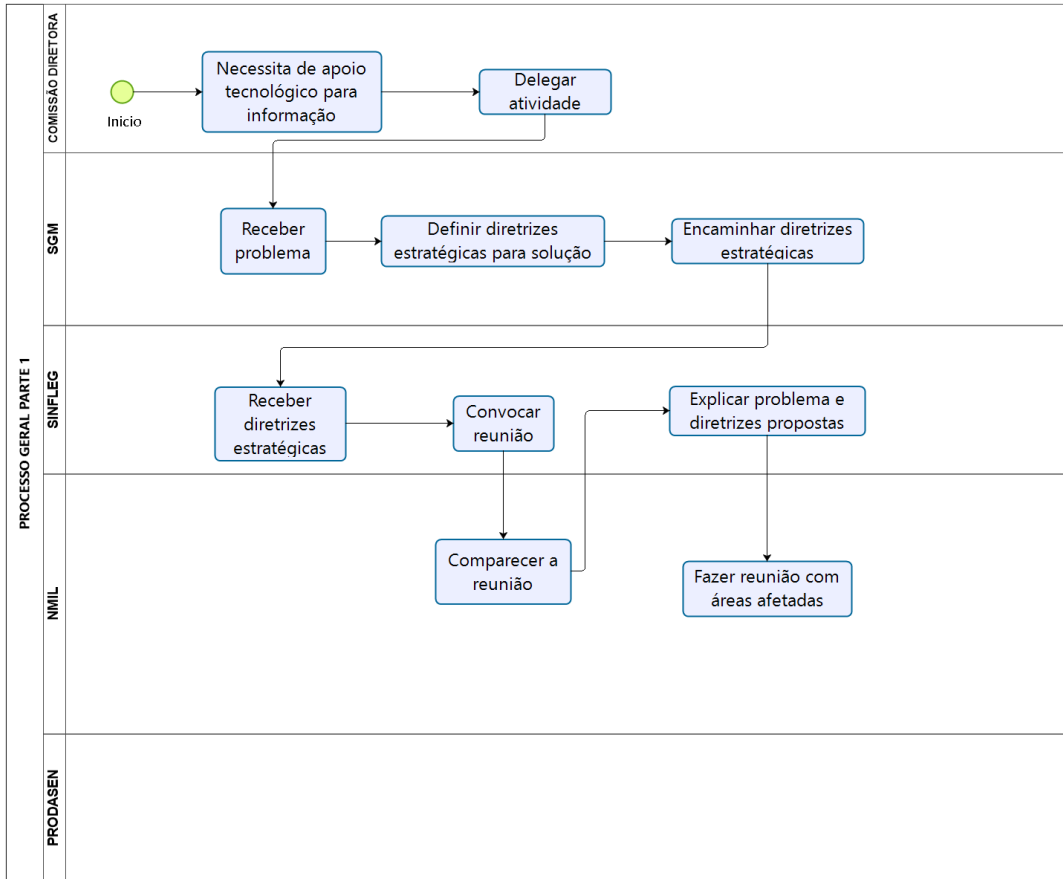 PROCESSO GERAL PARTE 1
COMISSÃO DIRETORA
Inicio
Necessita de apoio
tecnológico para
informação
Delegar
atividade
SGM
Receber
problema
Definir diretrizes
estratégicas para solução
Encaminhar diretrizes
estratégicas
SINFLEG
Receber
diretrizes
estratégicas
Convocar
reunião
Explicar problema e
diretrizes propostas
NMIL
Comparecer a
reunião
Fazer reunião com
áreas afetadas
PRODASEN